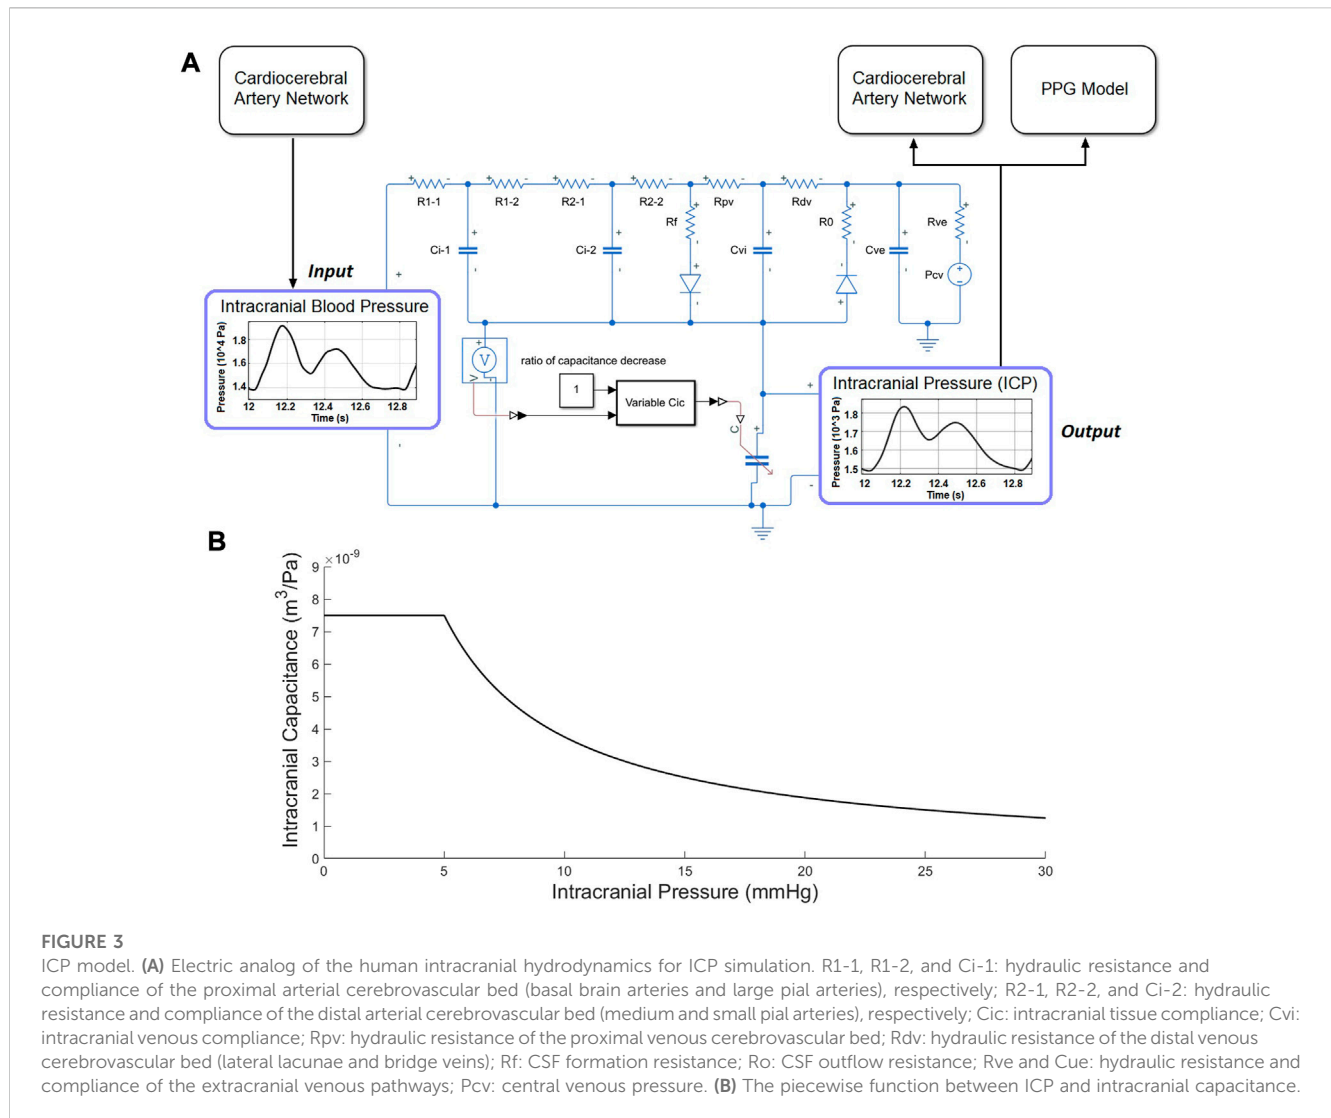 A
Cardiocerebral
Artery Network
Cardiocerebral
Artery Network
PPG Model
+ - + - + - + - + - + -
R1-1 R1-2 R2-1 R2-2 Rpv Rdv
Rf
R0
Rve
Ci-1
Ci-2
Cvi
Cve
Pcv
Input
Intracranial Blood Pressure
Pressure (10^4 Pa)
1.8
1.6
1.4
12 12.2 12.4 12.6 12.8
Time (s)
V
V
ratio of capacitance decrease
1
Variable Cic
C
Intracranial Pressure (ICP)
Pressure (10^3 Pa)
1.8
1.7
1.6
1.5
12 12.2 12.4 12.6 12.8
Time (s)
Output
B
×10^-9
Intracranial Capacitance (m^3/Pa)
9
8
7
6
5
4
3
2
1
0
0 5 10 15 20 25 30
Intracranial Pressure (mmHg)
FIGURE 3
ICP model. (A) Electric analog of the human intracranial hydrodynamics for ICP simulation. R1-1, R1-2, and Ci-1: hydraulic resistance and
compliance of the proximal arterial cerebrovascular bed (basal brain arteries and large pial arteries), respectively; R2-1, R2-2, and Ci-2: hydraulic
resistance and compliance of the distal arterial cerebrovascular bed (medium and small pial arteries), respectively; Cic: intracranial tissue compliance; Cvi:
intracranial venous compliance; Rpv: hydraulic resistance of the proximal venous cerebrovascular bed; Rdv: hydraulic resistance of the distal venous
cerebrovascular bed (lateral lacunae and bridge veins); Rf: CSF formation resistance; Ro: CSF outflow resistance; Rve and Cue: hydraulic resistance and
compliance of the extracranial venous pathways; Pcv: central venous pressure. (B) The piecewise function between ICP and intracranial capacitance.